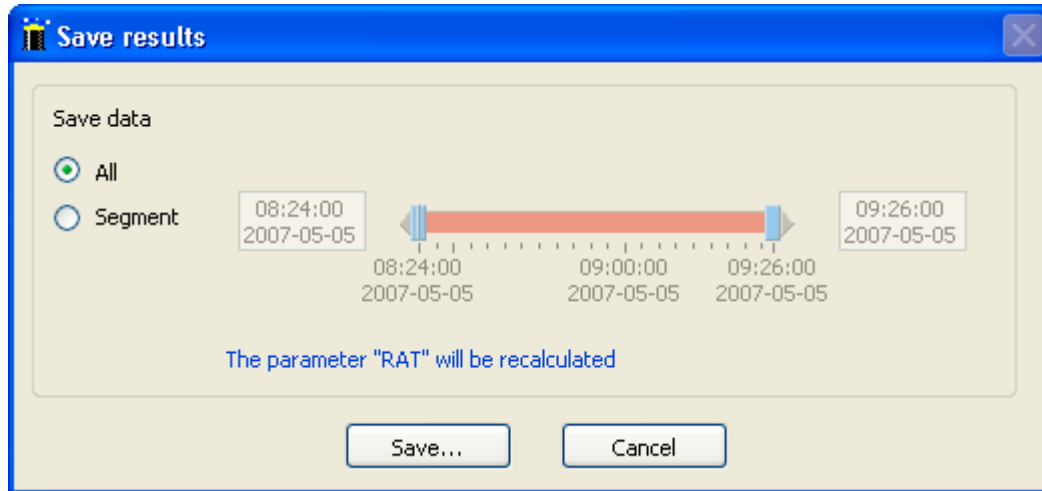 Save results
Save data
All
Segment
08:24:00
2007-05-05
09:26:00
2007-05-05
08:24:00
2007-05-05
09:00:00
2007-05-05
09:26:00
2007-05-05
The parameter "RAT" will be recalculated
Save...
Cancel